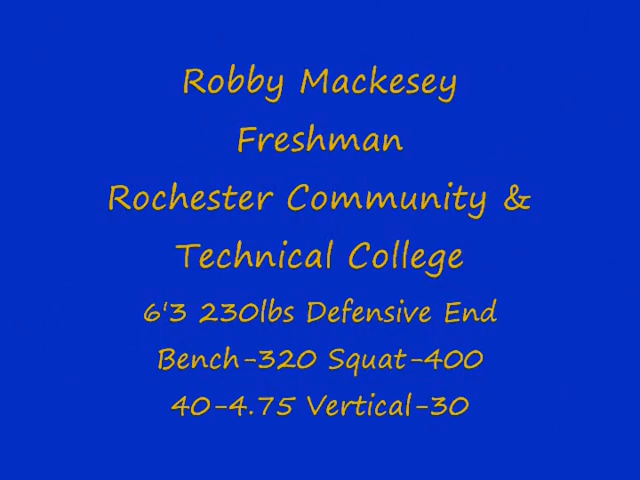 Robby Mackesey
Freshman
Rochester Community &
Technical College
6'3 230lbs Defensive End
Bench-320 Squat-400
40-4.75 Vertical-30